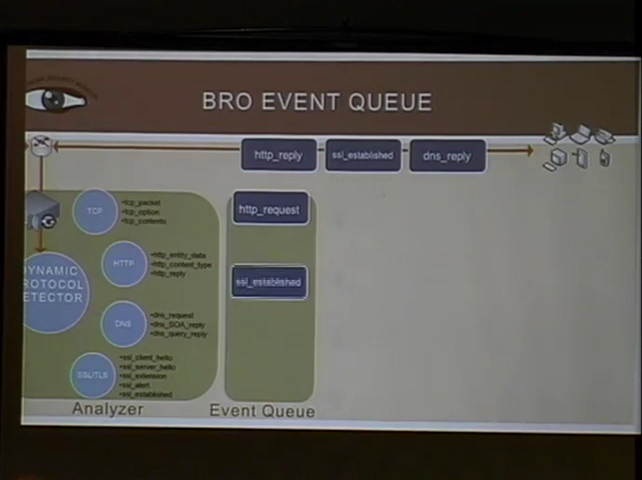 BRO EVENT QUEUE
http_reply
ssl_established
dns_reply
TCP
•tcp_packet
•tcp_option
•tcp_contents
http_request
HTTP
•http_entity_data
•http_content_type
•http_reply
YNAMIC
ROTOCOL
ETECTOR
ssl_established
DNS
•dns_request
•dns_SOA_reply
•dns_query_reply
SSL/TLS
•ssl_client_hello
•ssl_server_hello
•ssl_extension
•ssl_alert
•ssl_established
Analyzer
Event Queue